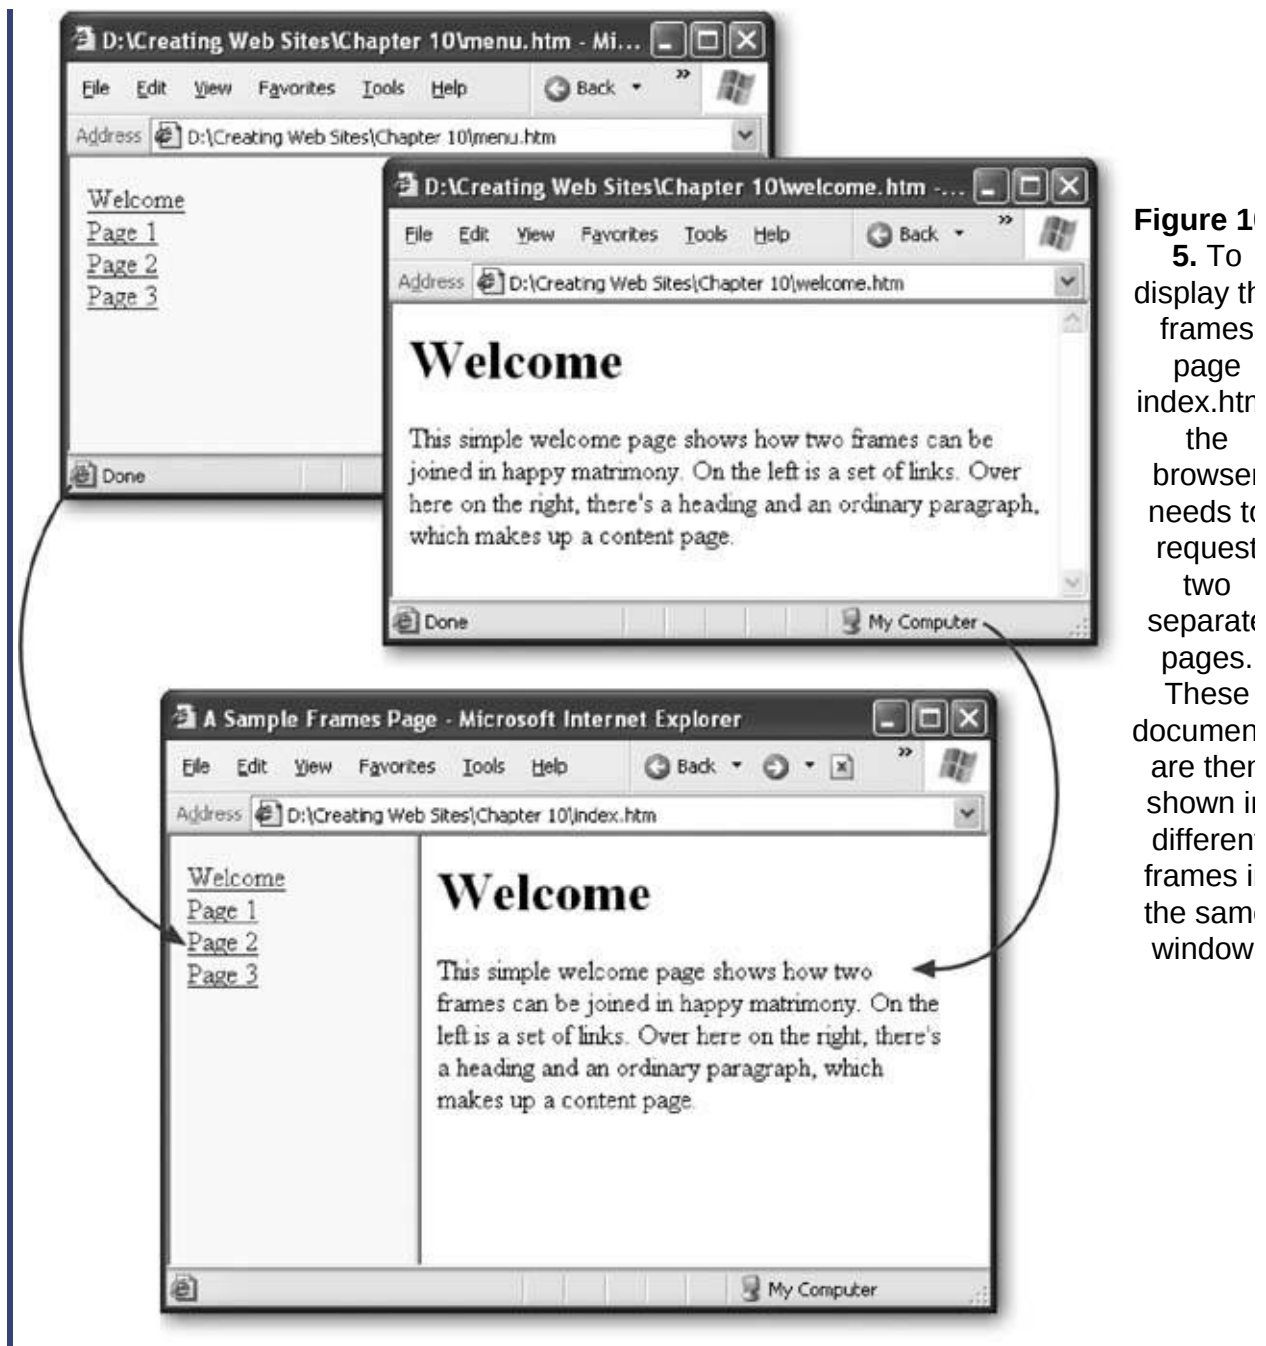 D:\Creating Web Sites\Chapter 10\menu.htm - Mi...
File Edit View Favorites Tools Help Back »
Address D:\Creating Web Sites\Chapter 10\menu.htm
Welcome
Page 1
Page 2
Page 3
Done
D:\Creating Web Sites\Chapter 10\welcome.htm -...
File Edit View Favorites Tools Help Back »
Address D:\Creating Web Sites\Chapter 10\welcome.htm
Welcome
This simple welcome page shows how two frames can be
joined in happy matrimony. On the left is a set of links. Over
here on the right, there's a heading and an ordinary paragraph,
which makes up a content page.
Done My Computer
A Sample Frames Page - Microsoft Internet Explorer
File Edit View Favorites Tools Help Back »
Address D:\Creating Web Sites\Chapter 10\index.htm
Welcome
Page 1
Page 2
Page 3
Welcome
This simple welcome page shows how two
frames can be joined in happy matrimony. On the
left is a set of links. Over here on the right, there's
a heading and an ordinary paragraph, which
makes up a content page.
My Computer
Figure
5. To
display
frames
page
the
needs
request
two
pages.
These
are
shown
frames
the
window